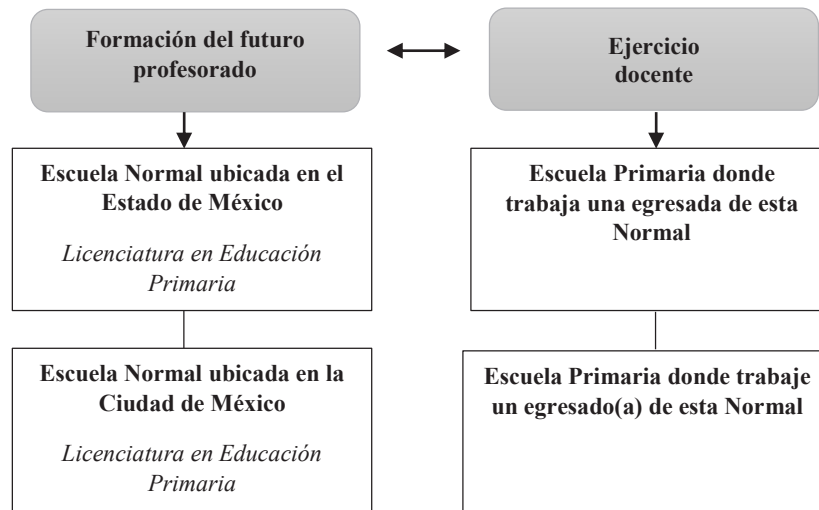 Formación del futuro
profesorado
Ejercicio
docente
Escuela Normal ubicada en el
Estado de México
Licenciatura en Educación
Primaria
Escuela Primaria donde
trabaja una egresada de esta
Normal
Escuela Normal ubicada en la
Ciudad de México
Licenciatura en Educación
Primaria
Escuela Primaria donde trabaje
un egresado(a) de esta Normal